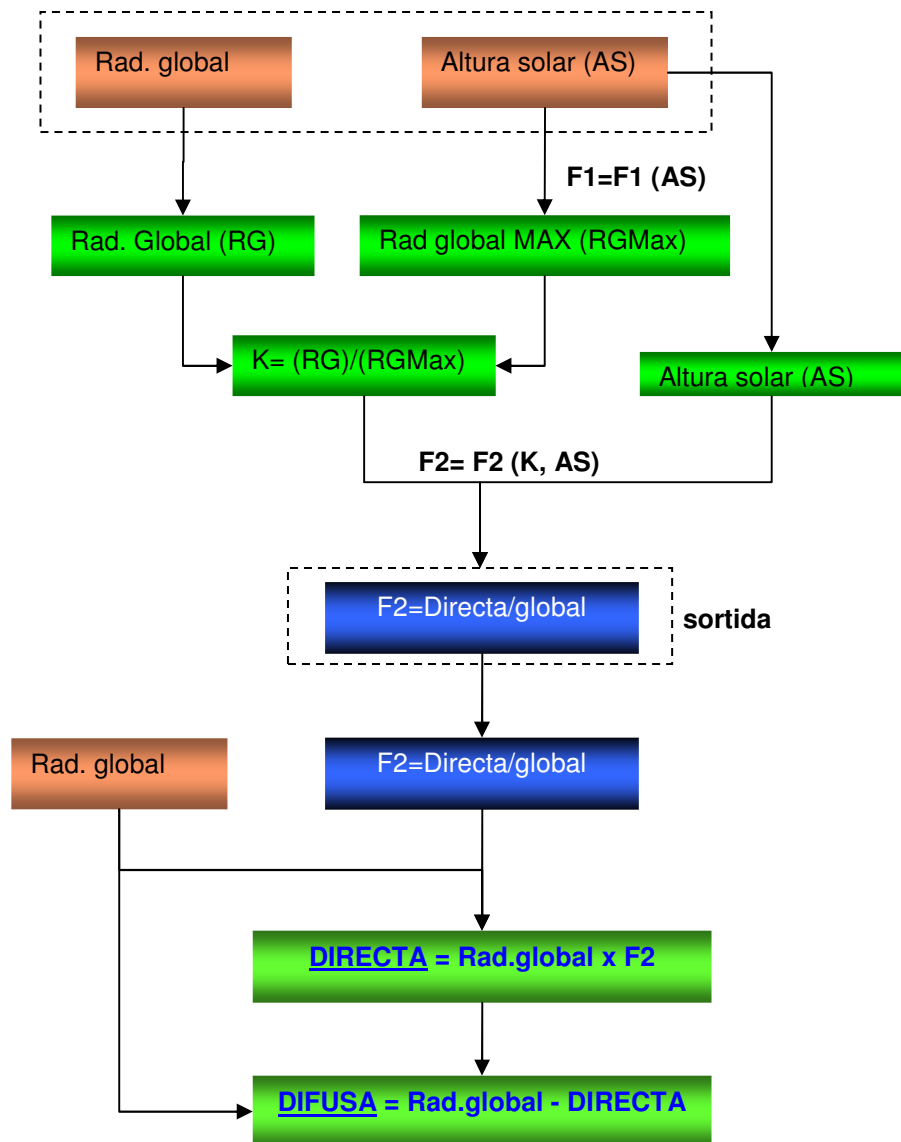 Rad. global
Altura solar (AS)
F1=F1 (AS)
Rad. Global (RG)
Rad global MAX (RGMax)
K= (RG)/(RGMax)
Altura solar (AS)
F2= F2 (K, AS)
F2=Directa/global
sortida
Rad. global
F2=Directa/global
DIRECTA = Rad.global x F2
DIFUSA = Rad.global - DIRECTA